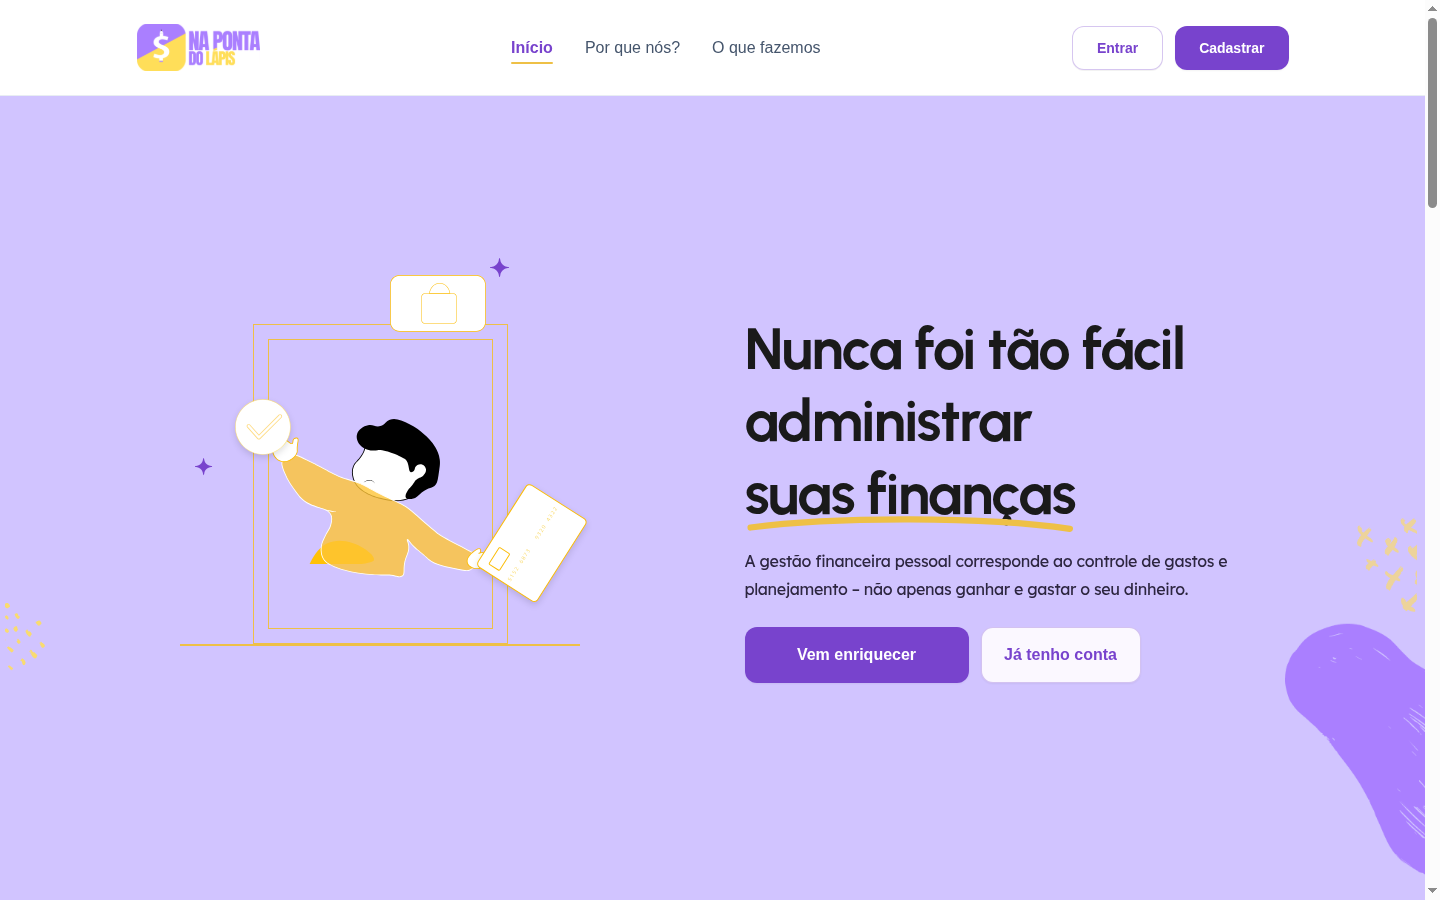 NA PONTA
DO LÁPIS
Início
Por que nós?
O que fazemos
Entrar
Cadastrar
Nunca foi tão fácil
administrar
suas finanças
A gestão financeira pessoal corresponde ao controle de gastos e
planejamento – não apenas ganhar e gastar o seu dinheiro.
Vem enriquecer
Já tenho conta